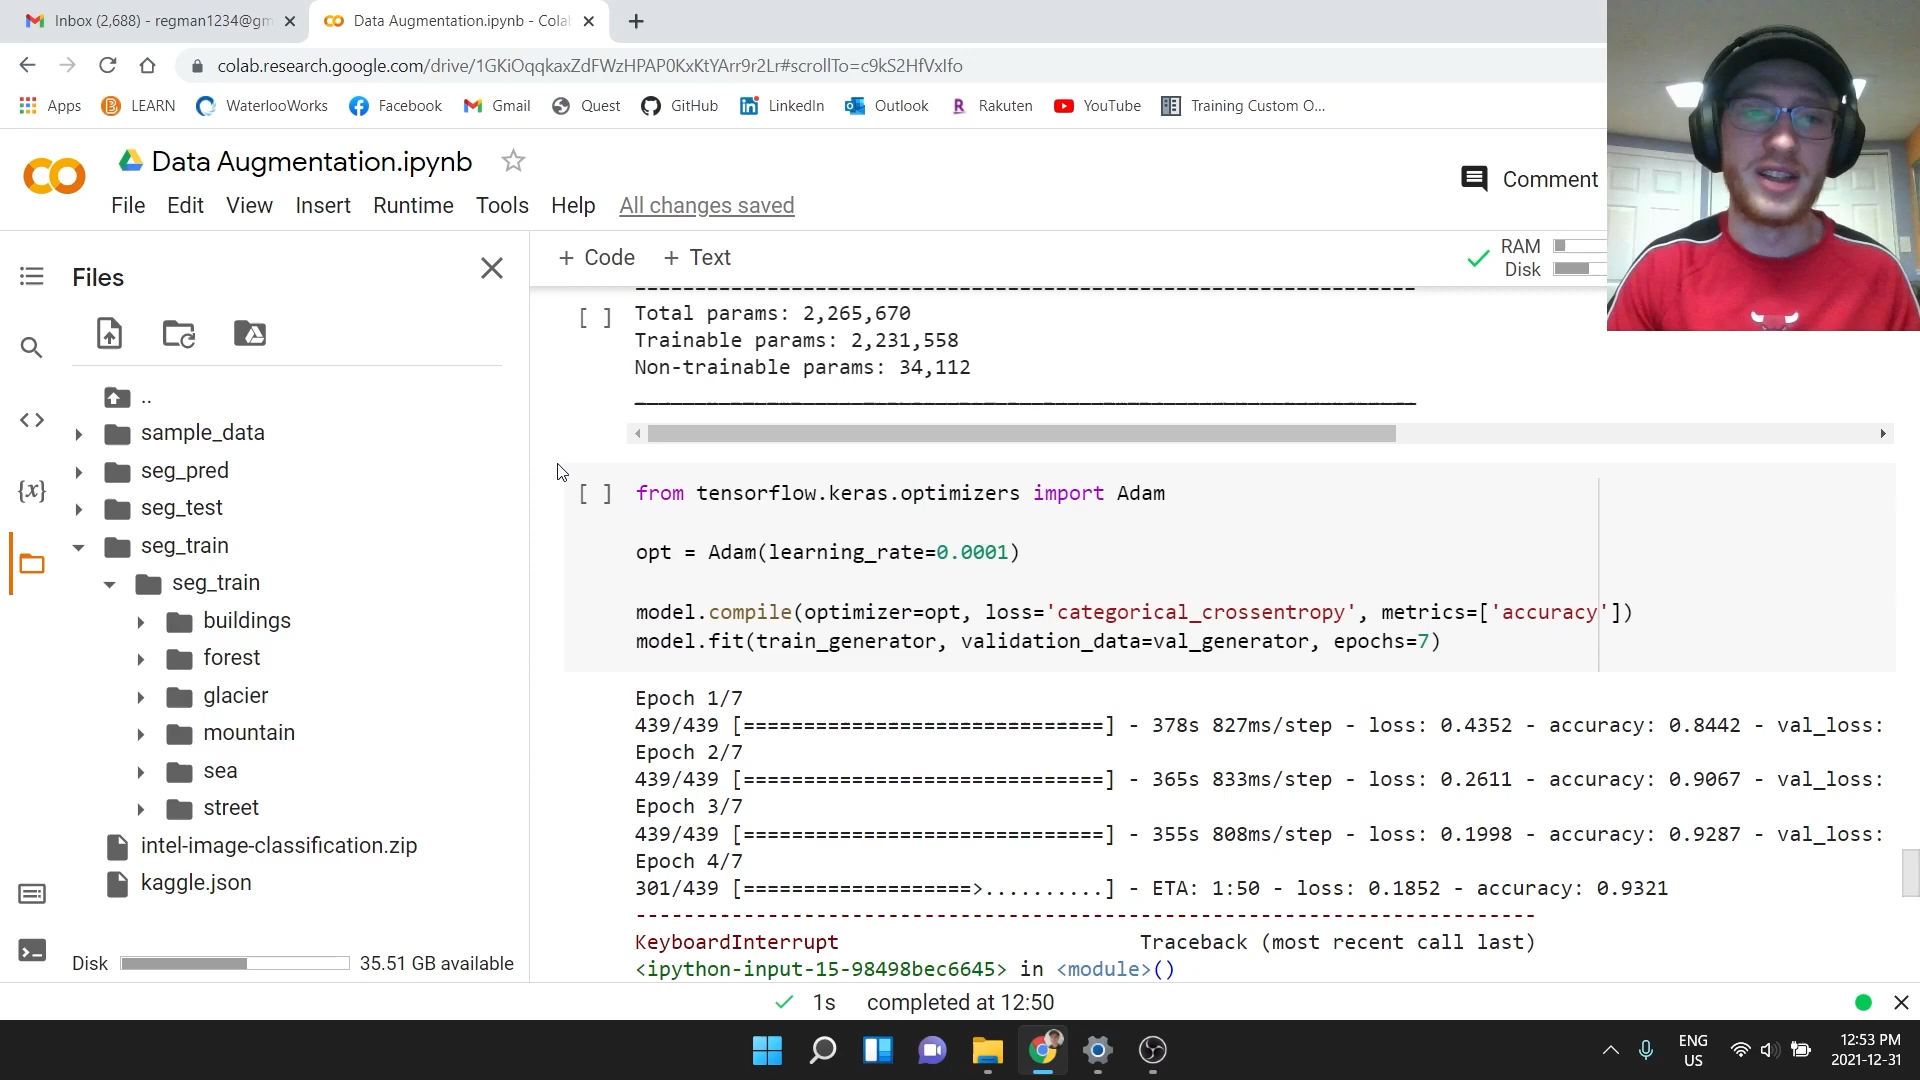 Inbox (2,688) - regman1234@gm
Data Augmentation.ipynb - Cola
colab.research.google.com/drive/1GKiOqqkaxZdFWzHPAP0KxKtYArr9r2Lr#scrollTo=c9kS2HfVxIfo
Apps LEARN WaterlooWorks Facebook Gmail Quest GitHub LinkedIn Outlook Rakuten YouTube Training Custom O...
Data Augmentation.ipynb
File Edit View Insert Runtime Tools Help All changes saved
Comment
Files
+ Code + Text
RAM
Disk
..
sample_data
seg_pred
seg_test
seg_train
seg_train
buildings
forest
glacier
mountain
sea
street
intel-image-classification.zip
kaggle.json
Disk 35.51 GB available
[ ] Total params: 2,265,670
Trainable params: 2,231,558
Non-trainable params: 34,112
[ ] from tensorflow.keras.optimizers import Adam
opt = Adam(learning_rate=0.0001)
model.compile(optimizer=opt, loss='categorical_crossentropy', metrics=['accuracy'])
model.fit(train_generator, validation_data=val_generator, epochs=7)
Epoch 1/7
439/439 [==============================] - 378s 827ms/step - loss: 0.4352 - accuracy: 0.8442 - val_loss:
Epoch 2/7
439/439 [==============================] - 365s 833ms/step - loss: 0.2611 - accuracy: 0.9067 - val_loss:
Epoch 3/7
439/439 [==============================] - 355s 808ms/step - loss: 0.1998 - accuracy: 0.9287 - val_loss:
Epoch 4/7
301/439 [===================>..........] - ETA: 1:50 - loss: 0.1852 - accuracy: 0.9321
---------------------------------------------------------------------------
KeyboardInterrupt Traceback (most recent call last)
<ipython-input-15-98498bec6645> in <module>()
1s completed at 12:50
ENG
US
12:53 PM
2021-12-31